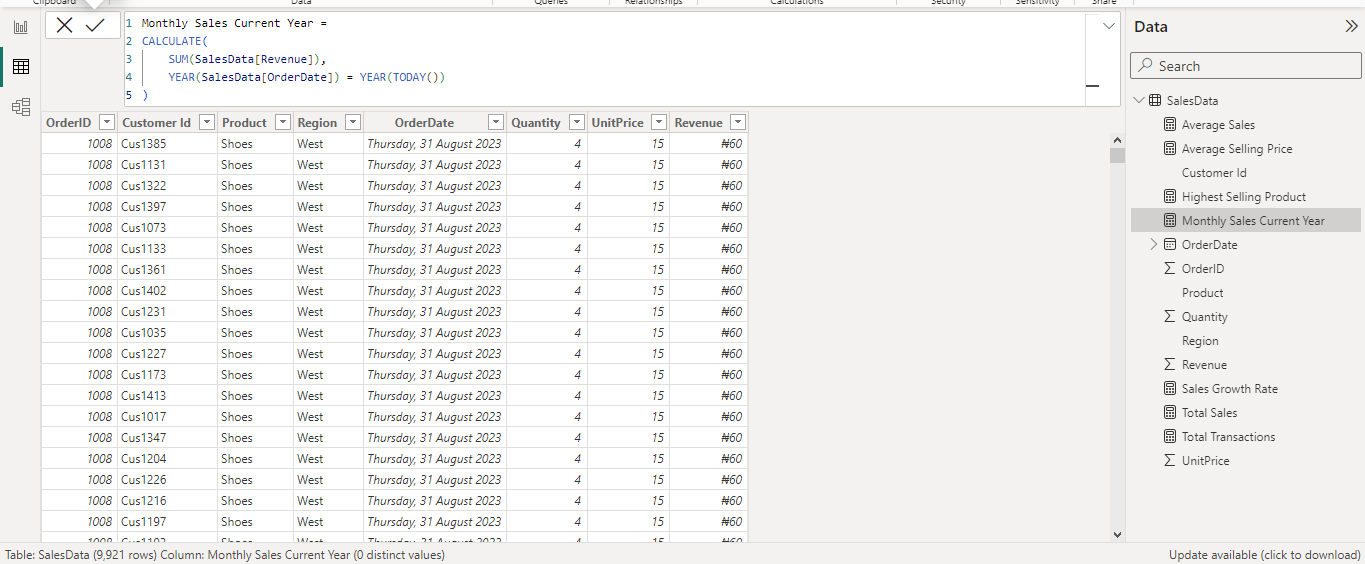 Clipboard Data Queries Relationships Calculations Security Sensitivity Share
1 Monthly Sales Current Year =
2 CALCULATE(
3 SUM(SalesData[Revenue]),
4 YEAR(SalesData[OrderDate]) = YEAR(TODAY())
5 )
OrderID Customer Id Product Region OrderDate Quantity UnitPrice Revenue
1008 Cus1385 Shoes West Thursday, 31 August 2023 4 15 ₦60
1008 Cus1131 Shoes West Thursday, 31 August 2023 4 15 ₦60
1008 Cus1322 Shoes West Thursday, 31 August 2023 4 15 ₦60
1008 Cus1397 Shoes West Thursday, 31 August 2023 4 15 ₦60
1008 Cus1073 Shoes West Thursday, 31 August 2023 4 15 ₦60
1008 Cus1133 Shoes West Thursday, 31 August 2023 4 15 ₦60
1008 Cus1361 Shoes West Thursday, 31 August 2023 4 15 ₦60
1008 Cus1402 Shoes West Thursday, 31 August 2023 4 15 ₦60
1008 Cus1231 Shoes West Thursday, 31 August 2023 4 15 ₦60
1008 Cus1035 Shoes West Thursday, 31 August 2023 4 15 ₦60
1008 Cus1227 Shoes West Thursday, 31 August 2023 4 15 ₦60
1008 Cus1173 Shoes West Thursday, 31 August 2023 4 15 ₦60
1008 Cus1413 Shoes West Thursday, 31 August 2023 4 15 ₦60
1008 Cus1017 Shoes West Thursday, 31 August 2023 4 15 ₦60
1008 Cus1347 Shoes West Thursday, 31 August 2023 4 15 ₦60
1008 Cus1204 Shoes West Thursday, 31 August 2023 4 15 ₦60
1008 Cus1226 Shoes West Thursday, 31 August 2023 4 15 ₦60
1008 Cus1216 Shoes West Thursday, 31 August 2023 4 15 ₦60
1008 Cus1197 Shoes West Thursday, 31 August 2023 4 15 ₦60
Data
Search
SalesData
Average Sales
Average Selling Price
Customer Id
Highest Selling Product
Monthly Sales Current Year
OrderDate
OrderID
Product
Quantity
Region
Revenue
Sales Growth Rate
Total Sales
Total Transactions
UnitPrice
Table: SalesData (9,921 rows) Column: Monthly Sales Current Year (0 distinct values)
Update available (click to download)